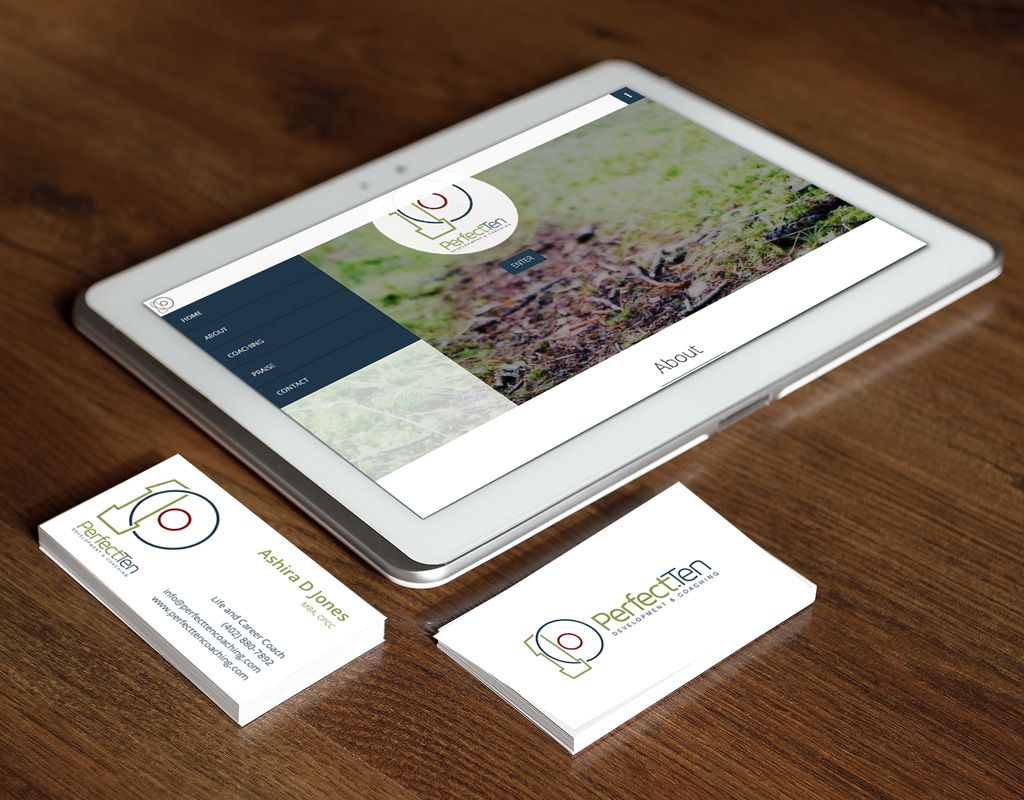 PerfectTen
DEVELOPMENT & COACHING
ENTER
HOME
ABOUT
COACHING
PRAISE
CONTACT
About
PerfectTen
DEVELOPMENT & COACHING
Ashira D Jones
MBA, CPCC
Life and Career Coach
(402) 880-7892
info@perfecttencoaching.com
www.perfecttencoaching.com
PerfectTen
DEVELOPMENT & COACHING